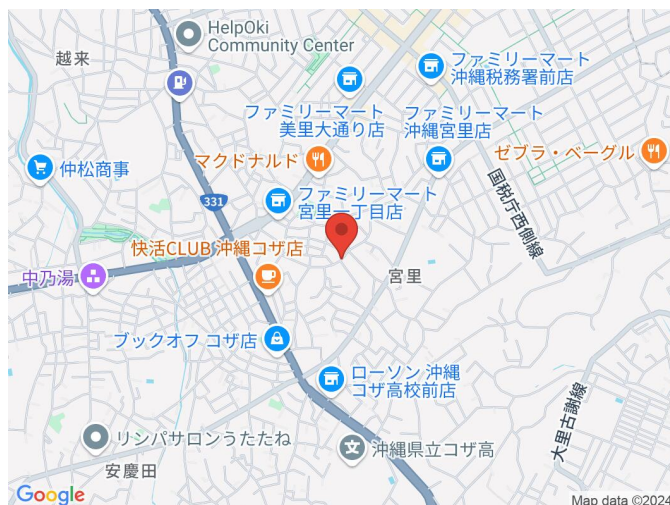 HelpOki
Community Center
越来
ファミリーマート
沖縄税務署前店
ファミリーマート
美里大通り店
ファミリーマート
沖縄宮里店
マクドナルド
ゼブラ・ベーグル
仲松商事
331
ファミリーマート
宮里一丁目店
国税庁西側線
快活CLUB 沖縄コザ店
中乃湯
宮里
ブックオフ コザ店
ローソン 沖縄
コザ高校前店
大里古謝線
リシパサロンうたたね
沖縄県立コザ高
安慶田
Google
Map data ©2024